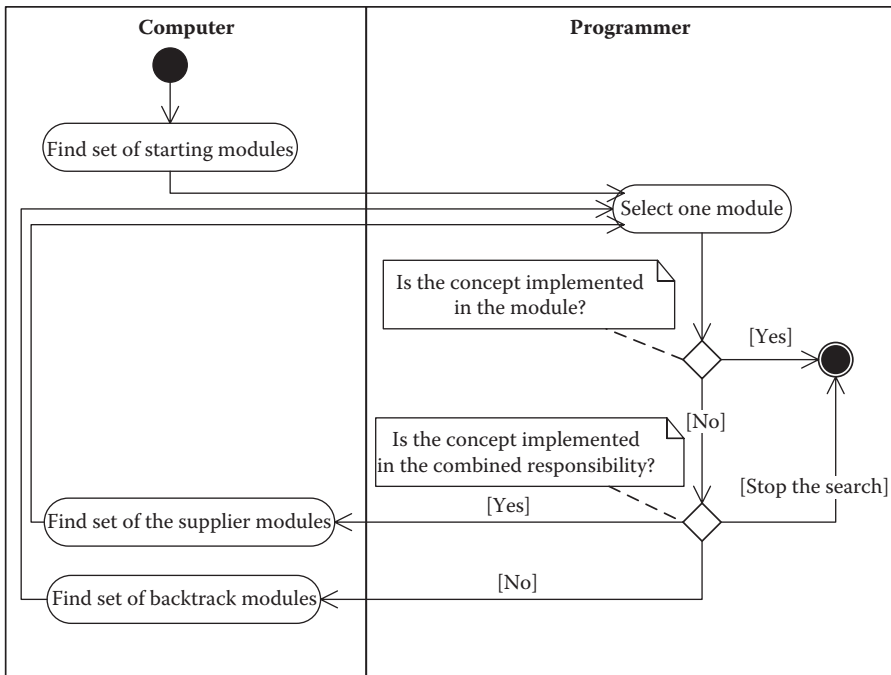 Computer
Programmer
Find set of starting modules
Select one module
Is the concept implemented
in the module?
[Yes]
[No]
Is the concept implemented
in the combined responsibility?
[Stop the search]
[Yes]
Find set of the supplier modules
[No]
Find set of backtrack modules